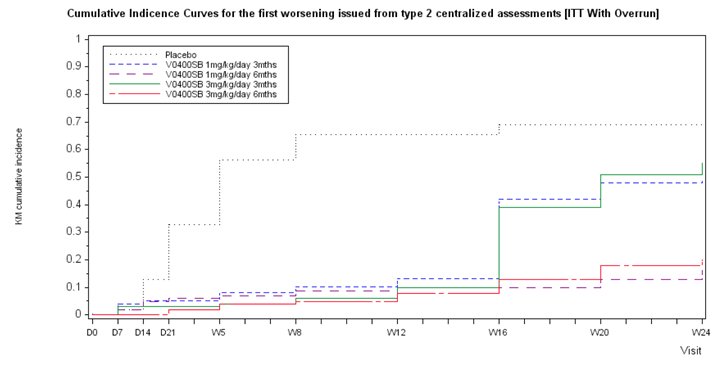 Cumulative Indicence Curves for the first worsening issued from type 2 centralized assessments [ITT With Overrun]
KM cumulative incidence
1
0.9
0.8
0.7
0.6
0.5
0.4
0.3
0.2
0.1
0
Placebo
V0400SB 1mg/kg/day 3mths
V0400SB 1mg/kg/day 6mths
V0400SB 3mg/kg/day 3mths
V0400SB 3mg/kg/day 6mths
D0 D7 D14 D21 W5 W8 W12 W16 W20 W24
Visit